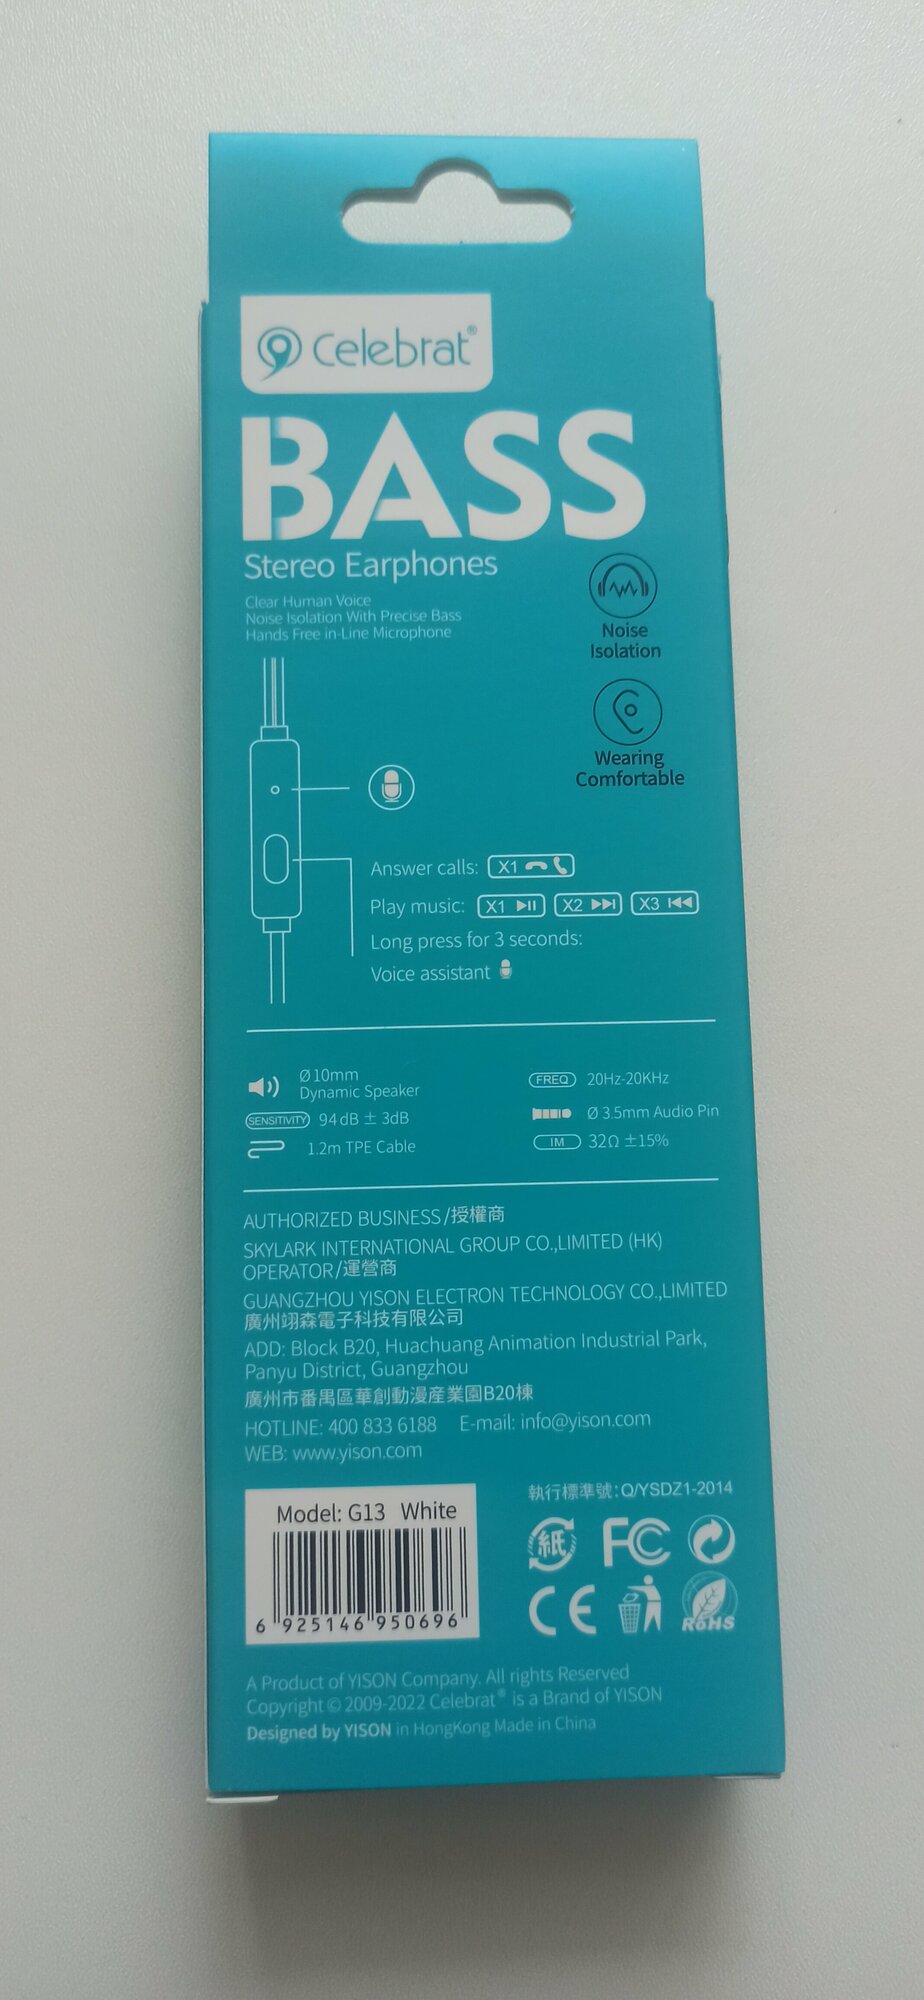 Celebrat®
BASS
Stereo Earphones
Clear Human Voice
Noise Isolation With Precise Bass
Hands Free in-Line Microphone
Noise
Isolation
Wearing
Comfortable
Answer calls: X1
Play music: X1 X2 X3
Long press for 3 seconds:
Voice assistant
Ø10mm
Dynamic Speaker
FREQ 20Hz-20KHz
SENSITIVITY 94dB ± 3dB
Ø 3.5mm Audio Pin
1.2m TPE Cable
IM 32Ω ±15%
AUTHORIZED BUSINESS/授權商
SKYLARK INTERNATIONAL GROUP CO.,LIMITED (HK)
OPERATOR/運營商
GUANGZHOU YISON ELECTRON TECHNOLOGY CO.,LIMITED
廣州翊森電子科技有限公司
ADD: Block B20, Huachuang Animation Industrial Park,
Panyu District, Guangzhou
廣州市番禺區華創動漫産業園B20棟
HOTLINE: 400 833 6188 E-mail: info@yison.com
WEB: www.yison.com
Model: G13 White
6 925146 950696
執行標準號:Q/YSDZ1-2014
紙 FC
CE RoHS
A Product of YISON Company. All rights Reserved
Copyright © 2009-2022 Celebrat® is a Brand of YISON
Designed by YISON in HongKong Made in China